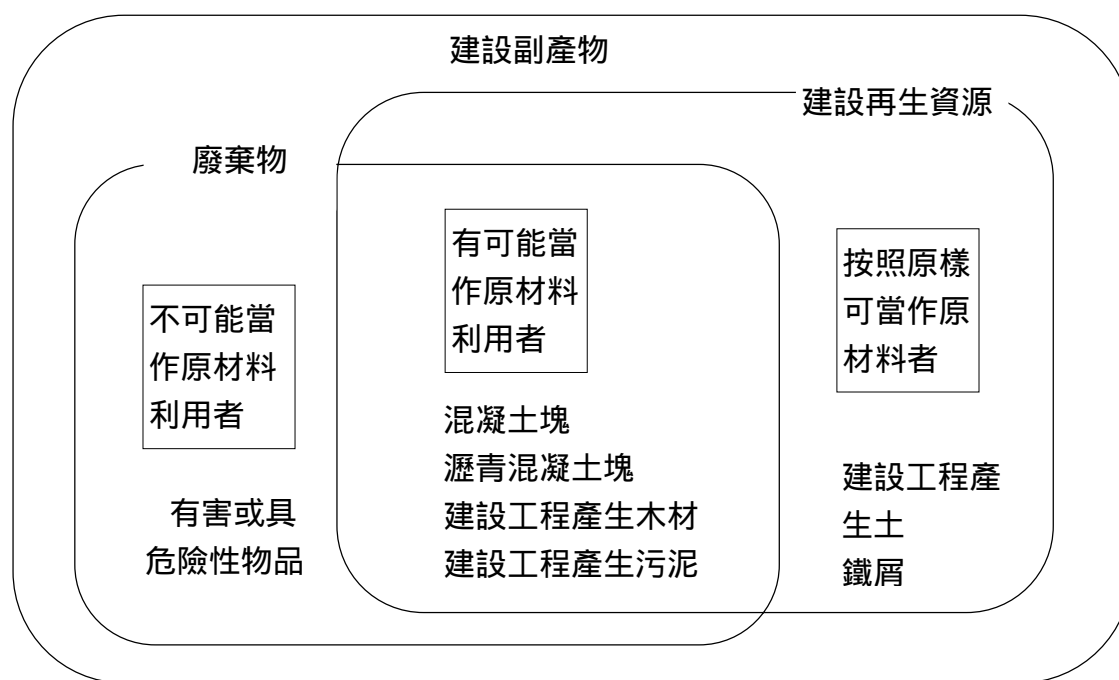 建設副產物
建設再生資源
廢棄物
不可能當
作原材料
利用者
有害或具
危險性物品
有可能當
作原材料
利用者
混凝土塊
瀝青混凝土塊
建設工程產生木材
建設工程產生污泥
按照原樣
可當作原
材料者
建設工程產
生土
鐵屑